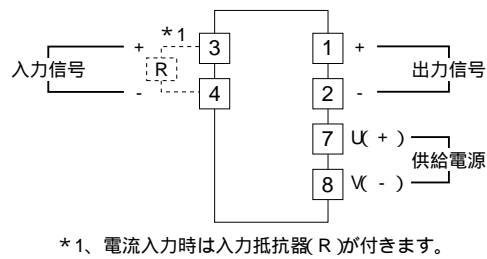 *1
+ 3 1 +
入力信号 R 出力信号
- 4 2 -
7 U( + )
供給電源
8 V( - )
*1、電流入力時は入力抵抗器( R )が付きます。